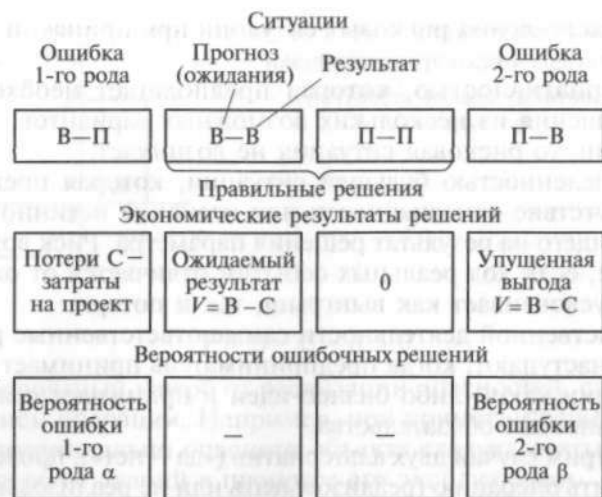 Ситуации
Ошибка
1-го рода
Прогноз
(ожидания)
Результат
Ошибка
2-го рода
В – П
В – В
П – П
П – В
Правильные решения
Экономические результаты решений
Потери С –
затраты
на проект
Ожидаемый
результат
V = В – С
0
Упущенная
выгода
V = В – С
Вероятности ошибочных решений
Вероятность
ошибки
1-го
рода α
–
–
Вероятность
ошибки
2-го
рода β